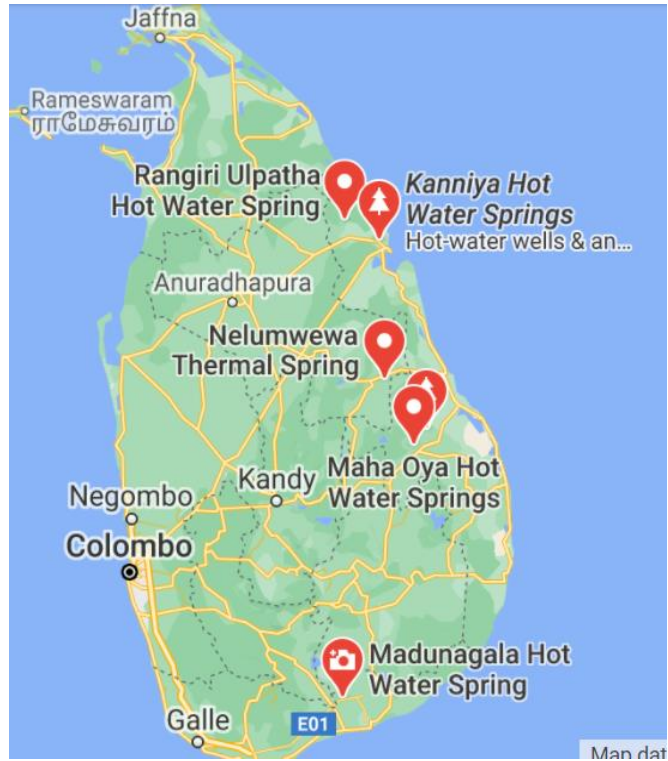 Jaffna
Rameswaram
ராமேசுவரம்
Rangiri Ulpatha
Hot Water Spring
Kanniya Hot
Water Springs
Hot-water wells & an...
Anuradhapura
Nelumwewa
Thermal Spring
Maha Oya Hot
Water Springs
Kandy
Negombo
Colombo
Madunagala Hot
Water Spring
Galle
E01
Map dat